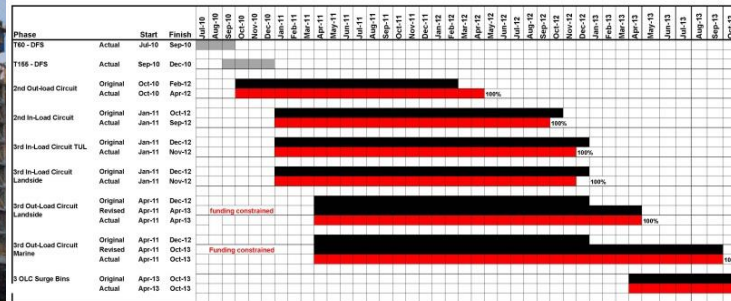 Phase Start Finish Jul-10 Aug-10 Sep-10 Oct-10 Nov-10 Dec-10 Jan-11 Feb-11 Mar-11 Apr-11 May-11 Jun-11 Jul-11 Aug-11 Sep-11 Oct-11 Nov-11 Dec-11 Jan-12 Feb-12 Mar-12 Apr-12 May-12 Jun-12 Jul-12 Aug-12 Sep-12 Oct-12 Nov-12 Dec-12 Jan-13 Feb-13 Mar-13 Apr-13 May-13 Jun-13 Jul-13 Aug-13 Sep-13
T60 - DFS Actual Jul-10 Sep-10
T155 - DFS Actual Sep-10 Dec-10
2nd Out-load Circuit
Original Oct-10 Feb-12
Actual Oct-10 Apr-12 100%
2nd In-Load Circuit
Original Jan-11 Oct-12
Actual Jan-11 Sep-12 100%
3rd In-Load Circuit TUL
Original Jan-11 Dec-12
Actual Jan-11 Nov-12 100%
3rd In-Load Circuit
Landside
Original Jan-11 Dec-12
Actual Jan-11 Nov-12 100%
3rd Out-Load Circuit
Landside
Original Apr-11 Dec-12
Revised Apr-11 Apr-13 funding constrained
Actual Apr-11 Apr-13 100%
3rd Out-Load Circuit
Marine
Original Apr-11 Dec-12
Revised Apr-11 Oct-13 Funding constrained
Actual Apr-11 Oct-13
3 OLC Surge Bins Original Apr-13 Oct-13
Actual Apr-13 Oct-13